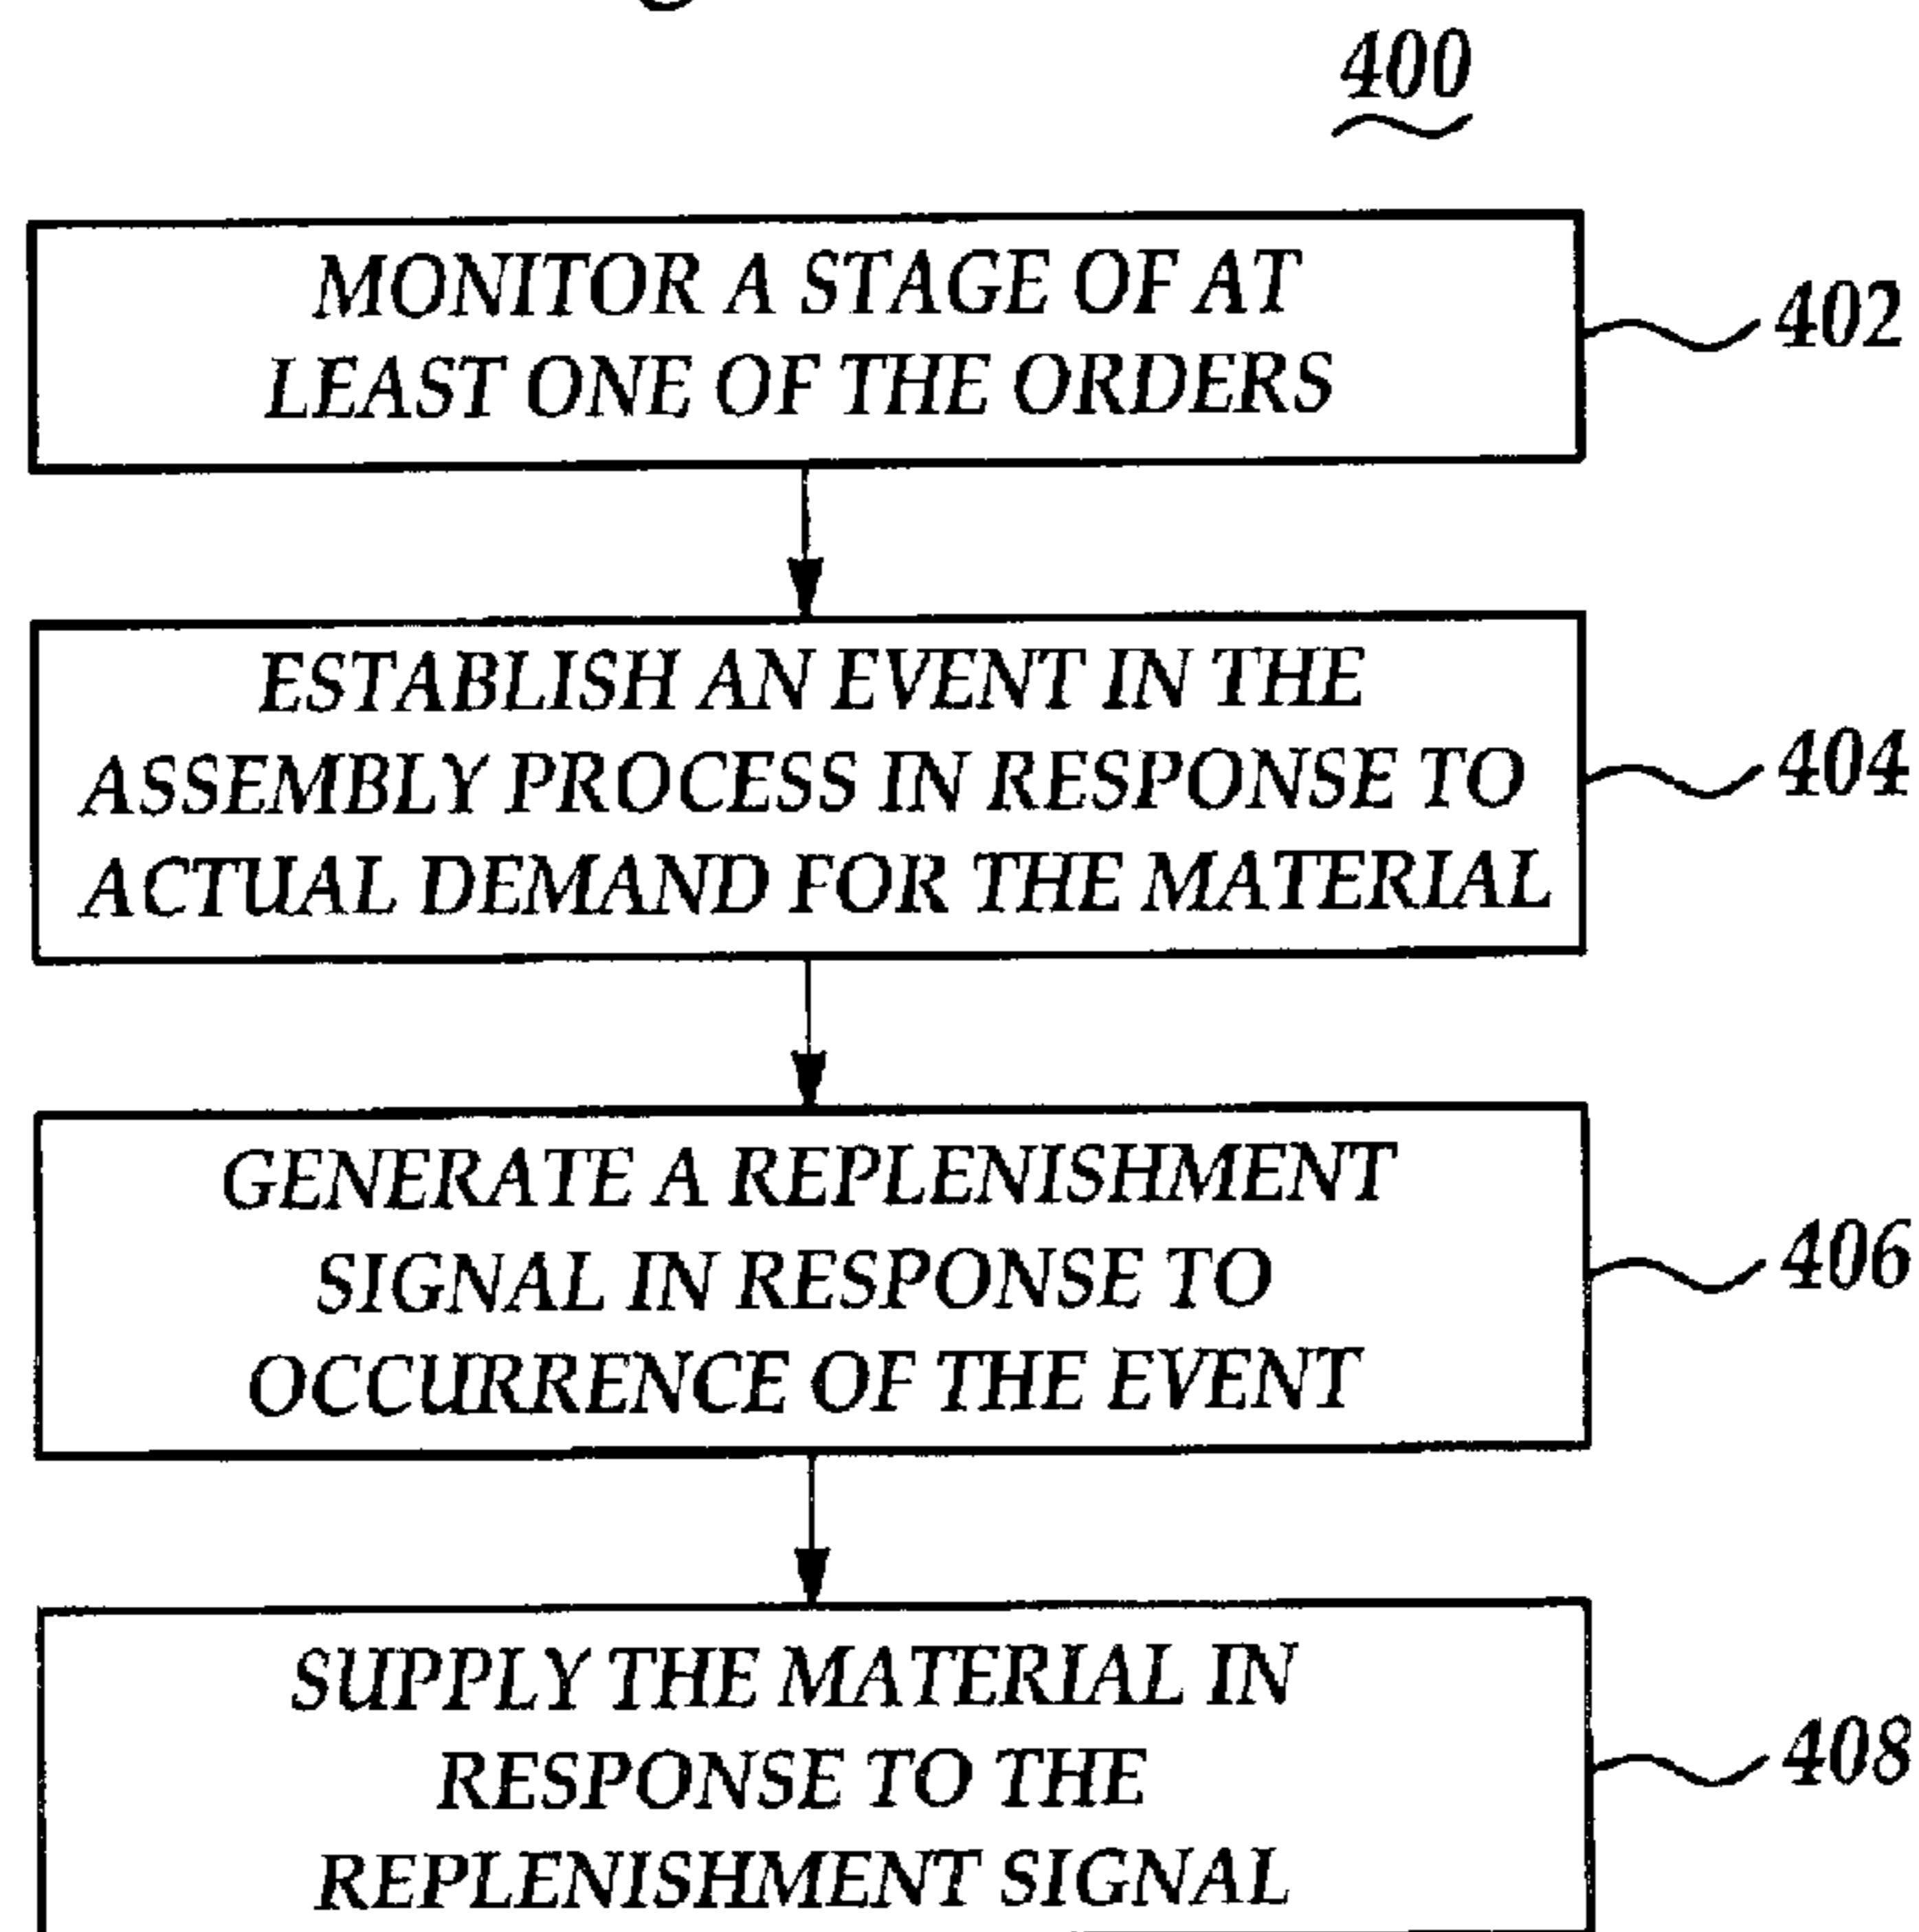 400
MONITOR A STAGE OF AT
LEAST ONE OF THE ORDERS
402
ESTABLISH AN EVENT IN THE
ASSEMBLY PROCESS IN RESPONSE TO
ACTUAL DEMAND FOR THE MATERIAL
404
GENERATE A REPLENISHMENT
SIGNAL IN RESPONSE TO
OCCURRENCE OF THE EVENT
406
SUPPLY THE MATERIAL IN
RESPONSE TO THE
REPLENISHMENT SIGNAL
408